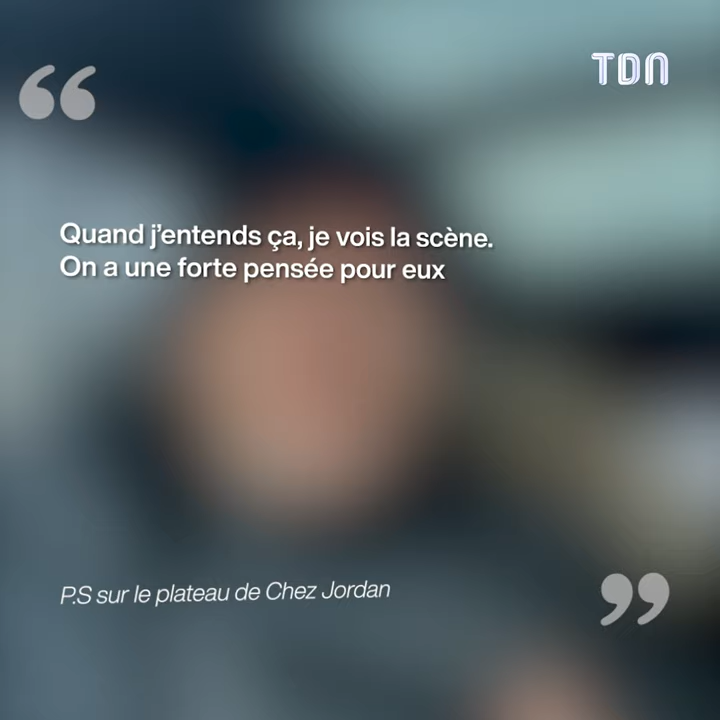 TDN
“
Quand j’entends ça, je vois la scène.
On a une forte pensée pour eux
P.S sur le plateau de Chez Jordan
”